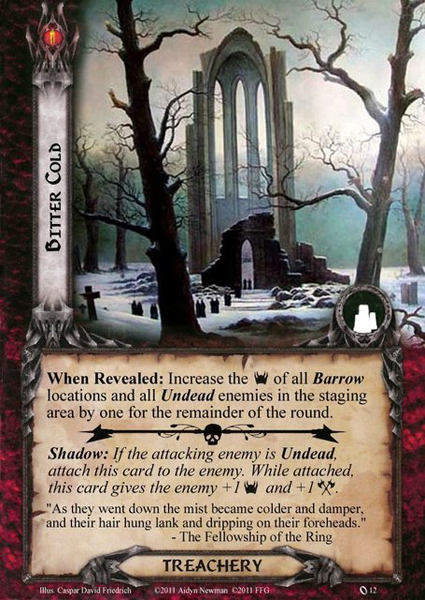 BITTER COLD
When Revealed: Increase the of all Barrow
locations and all Undead enemies in the staging
area by one for the remainder of the round.
Shadow: If the attacking enemy is Undead,
attach this card to the enemy. While attached,
this card gives the enemy +1 and +1 .
"As they went down the mist became colder and damper,
and their hair hung lank and dripping on their foreheads."
- The Fellowship of the Ring
TREACHERY
Illus. Caspar David Friedrich ©2011 Aidyn Newman ©2011 FFG 12